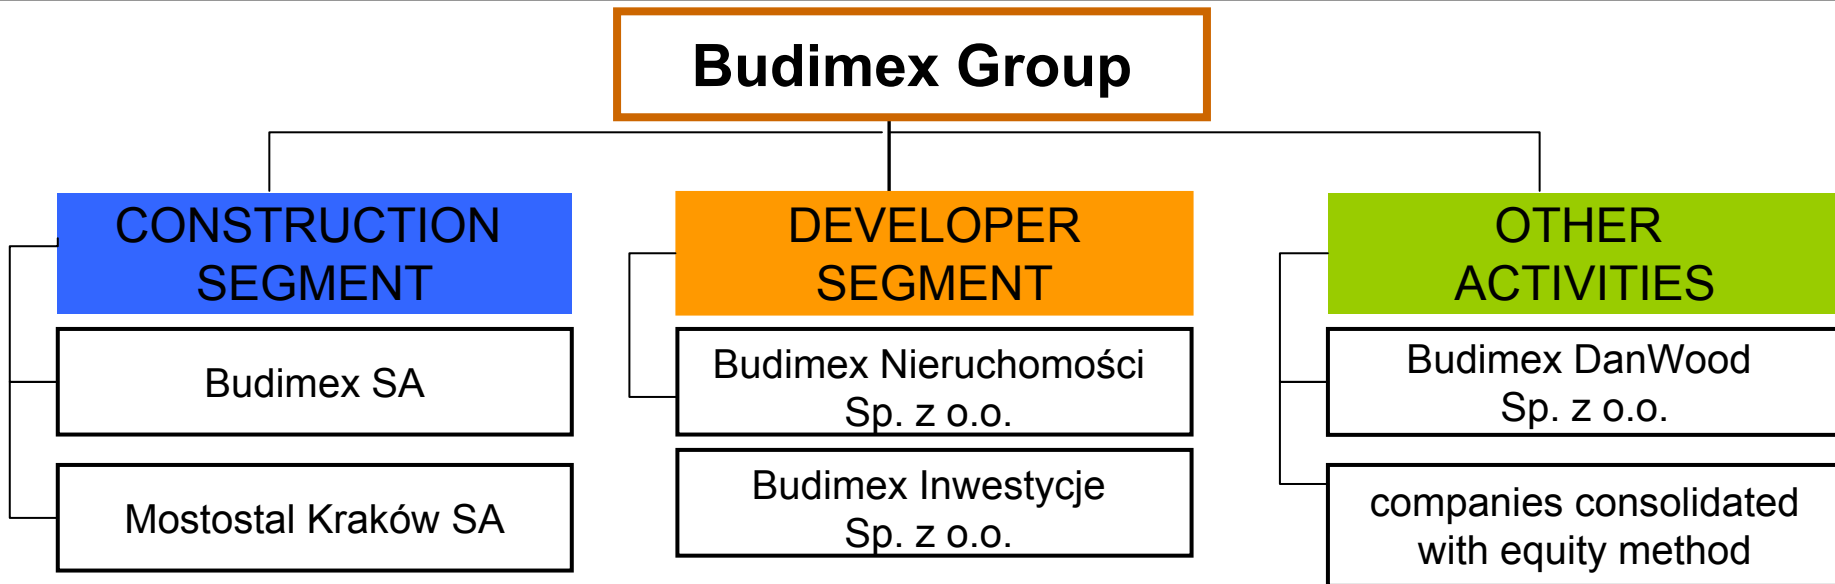 Budimex Group
CONSTRUCTION
SEGMENT
Budimex SA
Mostostal Kraków SA
DEVELOPER
SEGMENT
Budimex Nieruchomości
Sp. z o.o.
Budimex Inwestycje
Sp. z o.o.
OTHER
ACTIVITIES
Budimex DanWood
Sp. z o.o.
companies consolidated
with equity method